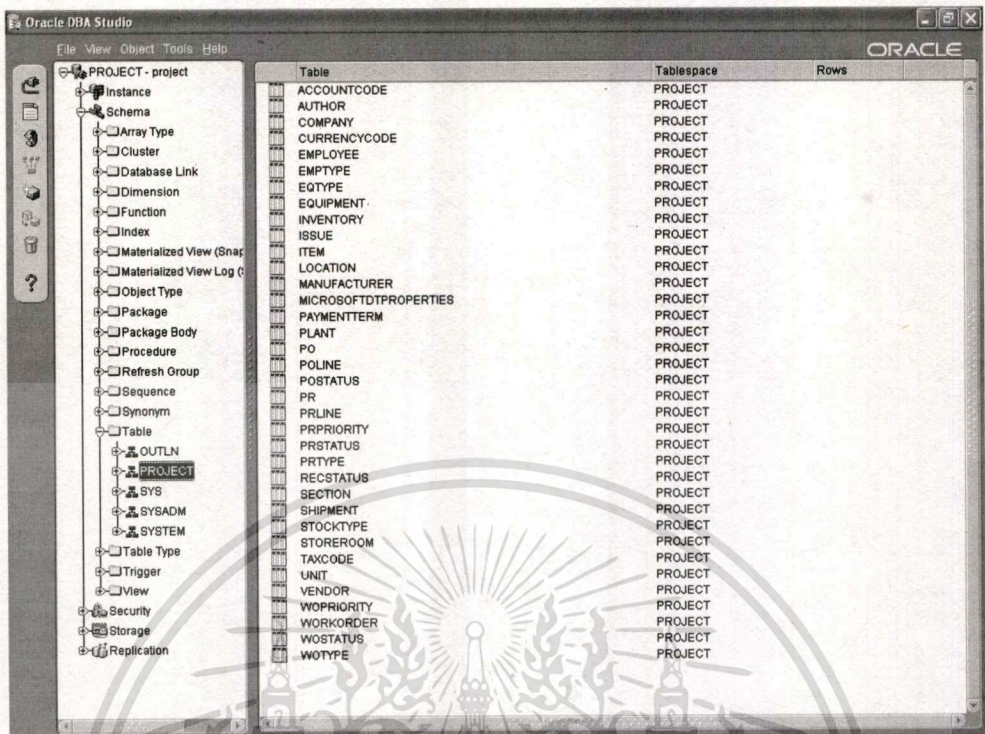 Oracle DBA Studio
File View Object Tools Help
ORACLE
PROJECT - project
Instance
Schema
Array Type
Cluster
Database Link
Dimension
Function
Index
Materialized View (Snap
Materialized View Log (
Object Type
Package
Package Body
Procedure
Refresh Group
Sequence
Synonym
Table
OUTLN
PROJECT
SYS
SYSADM
SYSTEM
Table Type
Trigger
View
Security
Storage
Replication
Table Tablespace Rows
ACCOUNTCODE PROJECT
AUTHOR PROJECT
COMPANY PROJECT
CURRENCYCODE PROJECT
EMPLOYEE PROJECT
EMPTYPE PROJECT
EQTYPE PROJECT
EQUIPMENT PROJECT
INVENTORY PROJECT
ISSUE PROJECT
ITEM PROJECT
LOCATION PROJECT
MANUFACTURER PROJECT
MICROSOFTDTPROPERTIES PROJECT
PAYMENTTERM PROJECT
PLANT PROJECT
PO PROJECT
POLINE PROJECT
POSTATUS PROJECT
PR PROJECT
PRLINE PROJECT
PRPRIORITY PROJECT
PRSTATUS PROJECT
PRTYPE PROJECT
RECSTATUS PROJECT
SECTION PROJECT
SHIPMENT PROJECT
STOCKTYPE PROJECT
STOREROOM PROJECT
TAXCODE PROJECT
UNIT PROJECT
VENDOR PROJECT
WOPRIORITY PROJECT
WORKORDER PROJECT
WOSTATUS PROJECT
WOTYPE PROJECT